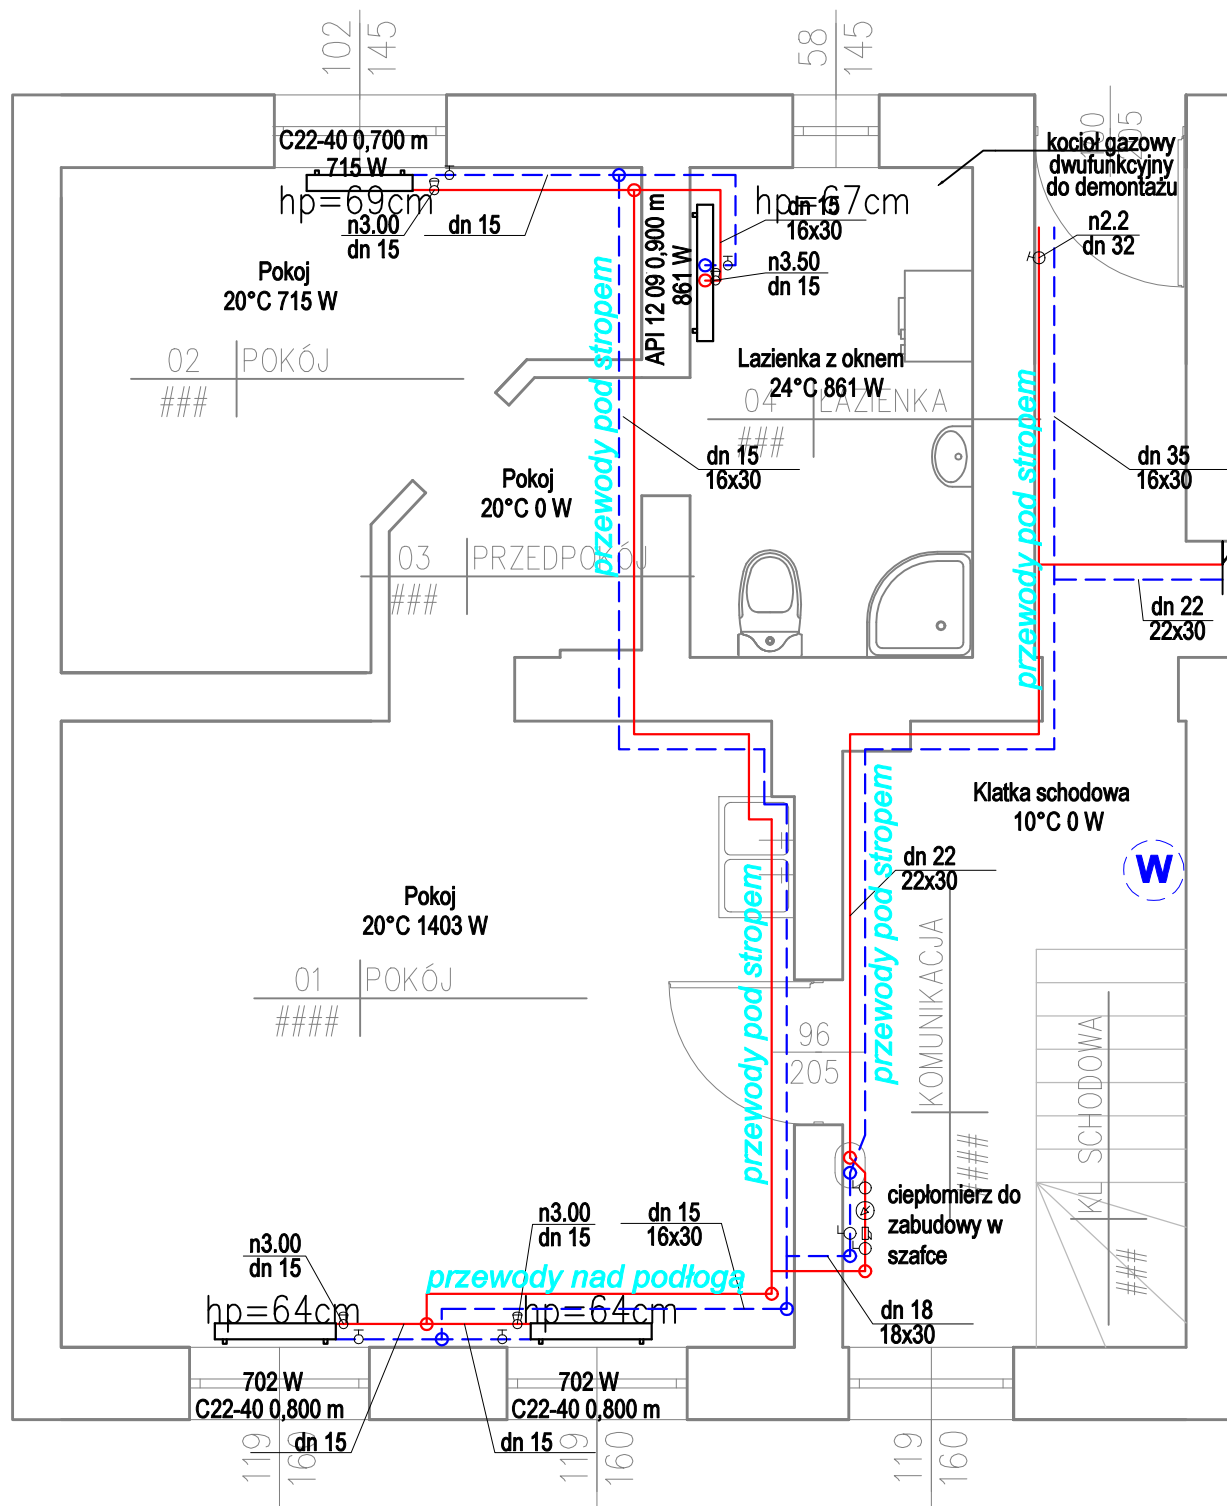 102
145
58
145
90
205
C22-40 0,700 m
715 W
hp=69cm
n3.00
dn 15
dn 15
Pokoj
20°C 715 W
02
POKÓJ
###
przewody pod stropem
API 12 09 0,900 m
861 W
hp=67cm
dn 15
16x30
n3.50
dn 15
kocioł gazowy
dwufunkcyjny
do demontażu
n2.2
dn 32
Lazienka z oknem
24°C 861 W
04
ŁAZIENKA
###
dn 15
16x30
Pokoj
20°C 0 W
03
PRZEDPOKÓJ
###
przewody pod stropem
dn 35
16x30
dn 22
22x30
Klatka schodowa
10°C 0 W
W
przewody pod stropem
dn 22
22x30
Pokoj
20°C 1403 W
01
POKÓJ
####
przewody pod stropem
96
205
KOMUNIKACJA
####
KL SCHODOWA
###
ciepłomierz do
zabudowy w
szafce
n3.00
dn 15
n3.00
dn 15
dn 15
16x30
przewody nad podłogą
hp=64cm
hp=64cm
dn 18
18x30
702 W
C22-40 0,800 m
702 W
C22-40 0,800 m
dn 15
dn 15
119
160
119
160
119
160